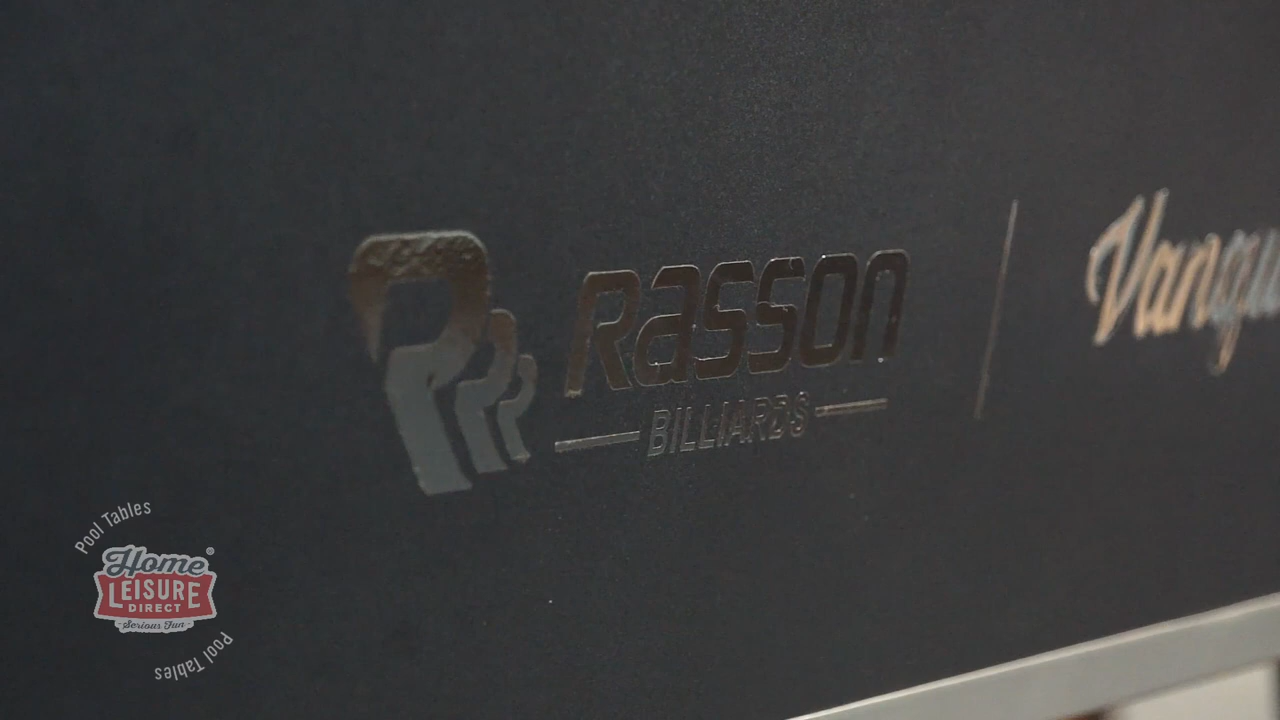 Rasson
BILLIARDS
Pool Tables
Home ®
LEISURE
DIRECT
Serious Fun
Pool Tables